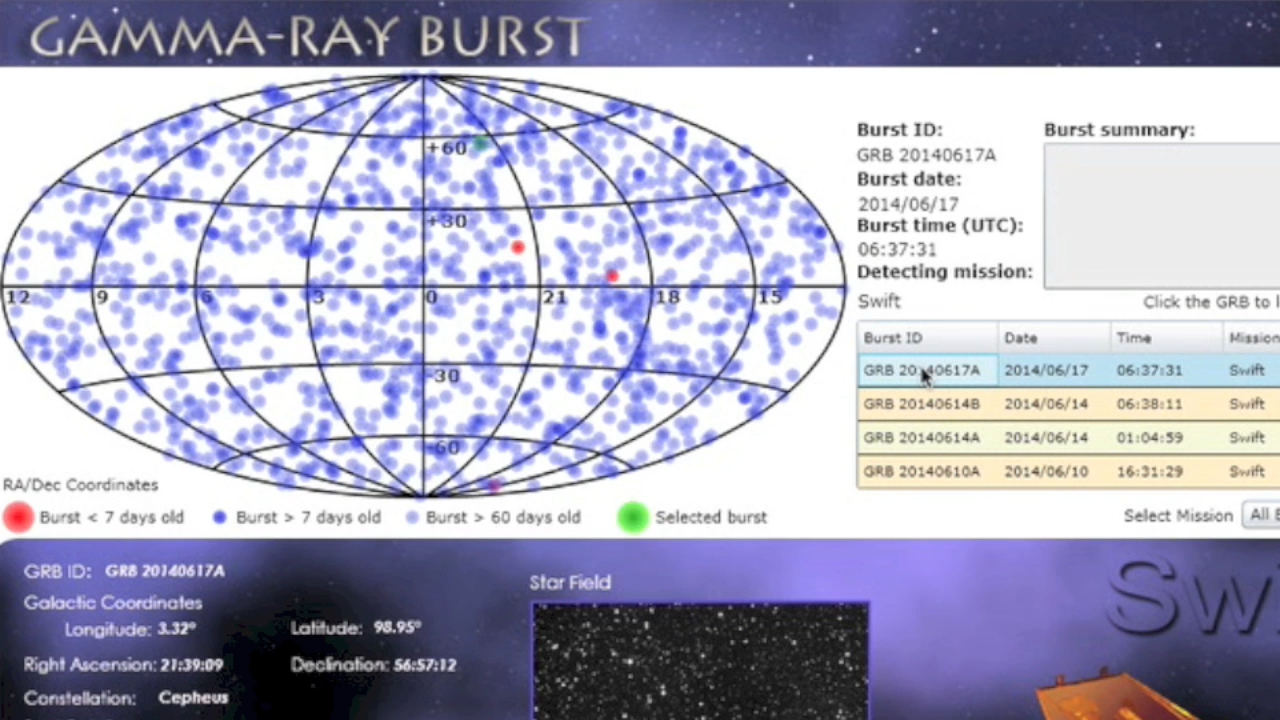 GAMMA-RAY BURST
+60
+30
12 9 6 3 0 21 18 15
-30
-60
RA/Dec Coordinates
Burst < 7 days old Burst > 7 days old Burst > 60 days old Selected burst
Burst ID:
GRB 20140617A
Burst date:
2014/06/17
Burst time (UTC):
06:37:31
Detecting mission:
Swift
Burst summary:
Click the GRB to l
Burst ID Date Time Mission
GRB 20140617A 2014/06/17 06:37:31 Swift
GRB 20140614B 2014/06/14 06:38:11 Swift
GRB 20140614A 2014/06/14 01:04:59 Swift
GRB 20140610A 2014/06/10 16:31:29 Swift
Select Mission All
GRB ID: GRB 20140617A
Galactic Coordinates
Longitude: 3.32° Latitude: 98.95°
Right Ascension: 21:39:09 Declination: 56:57:12
Constellation: Cepheus
Star Field
Sw